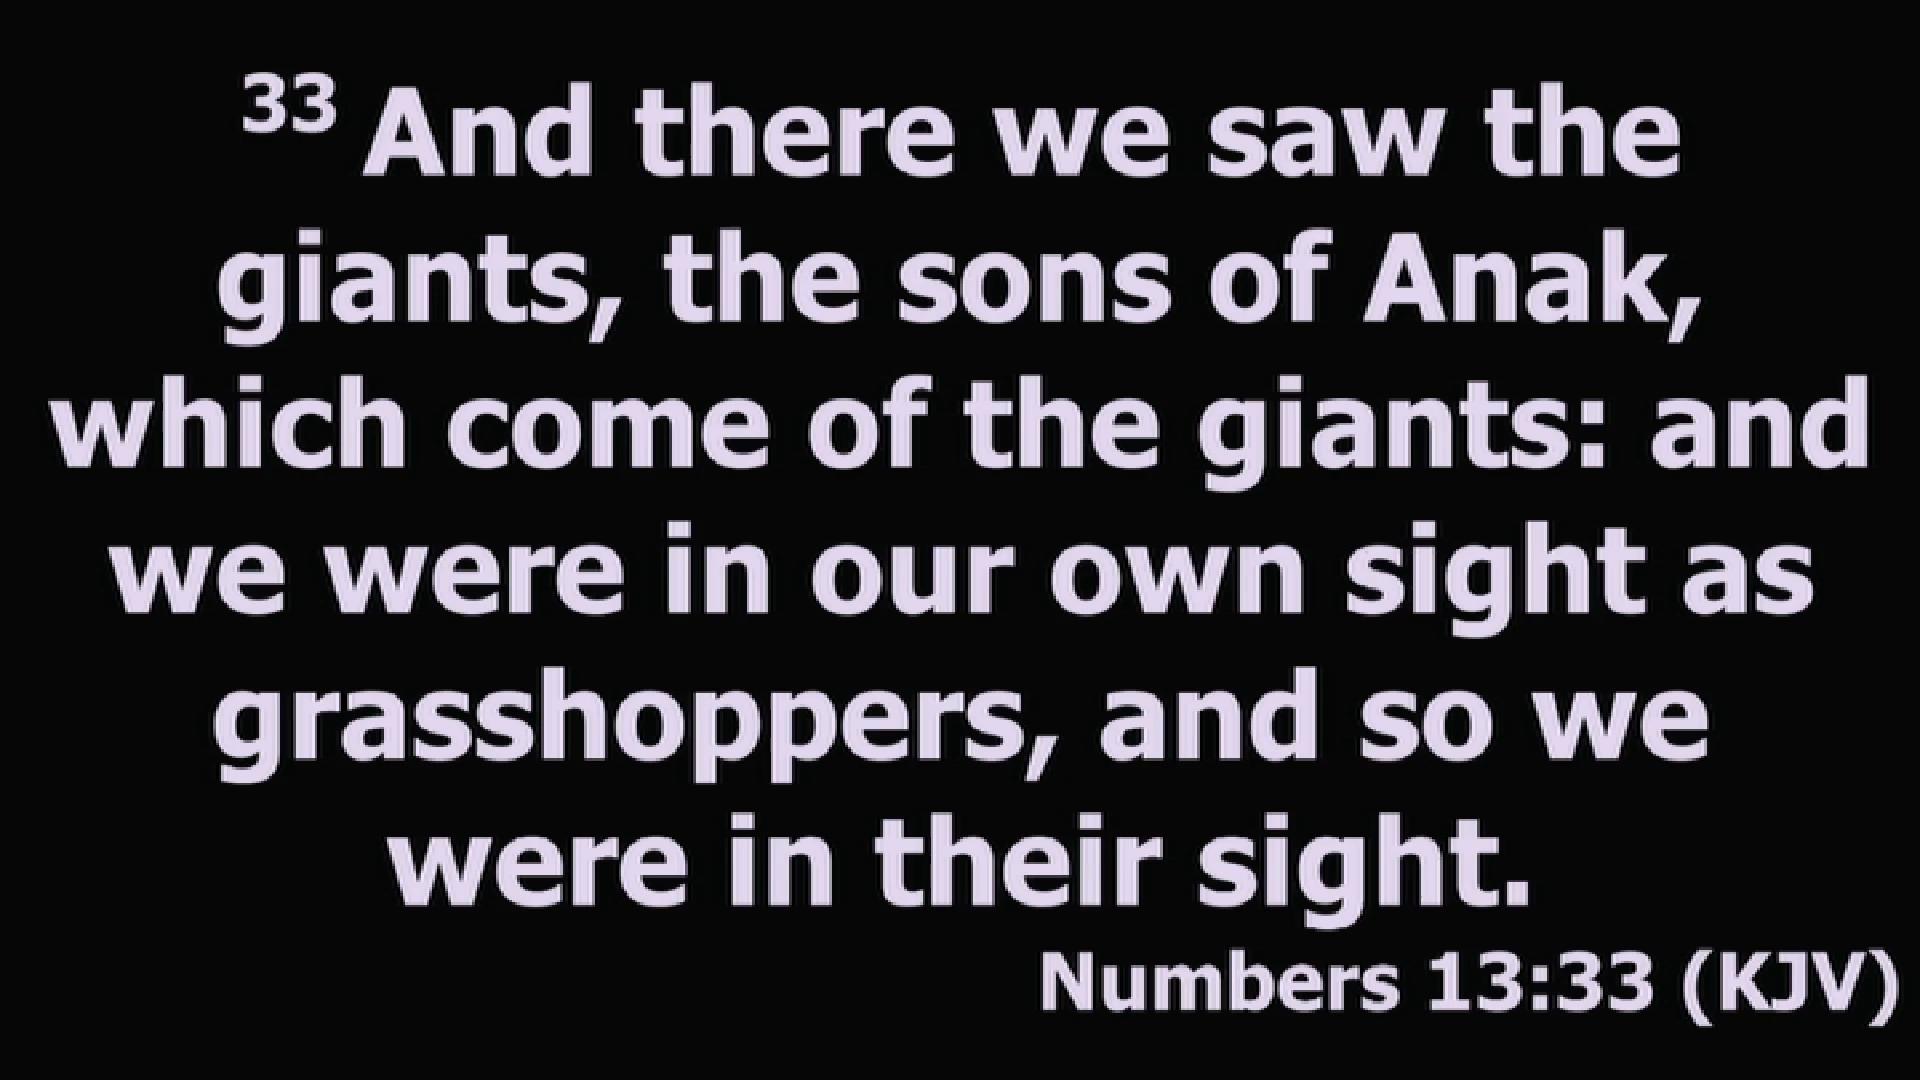 33 And there we saw the
giants, the sons of Anak,
which come of the giants: and
we were in our own sight as
grasshoppers, and so we
were in their sight.
Numbers 13:33 (KJV)